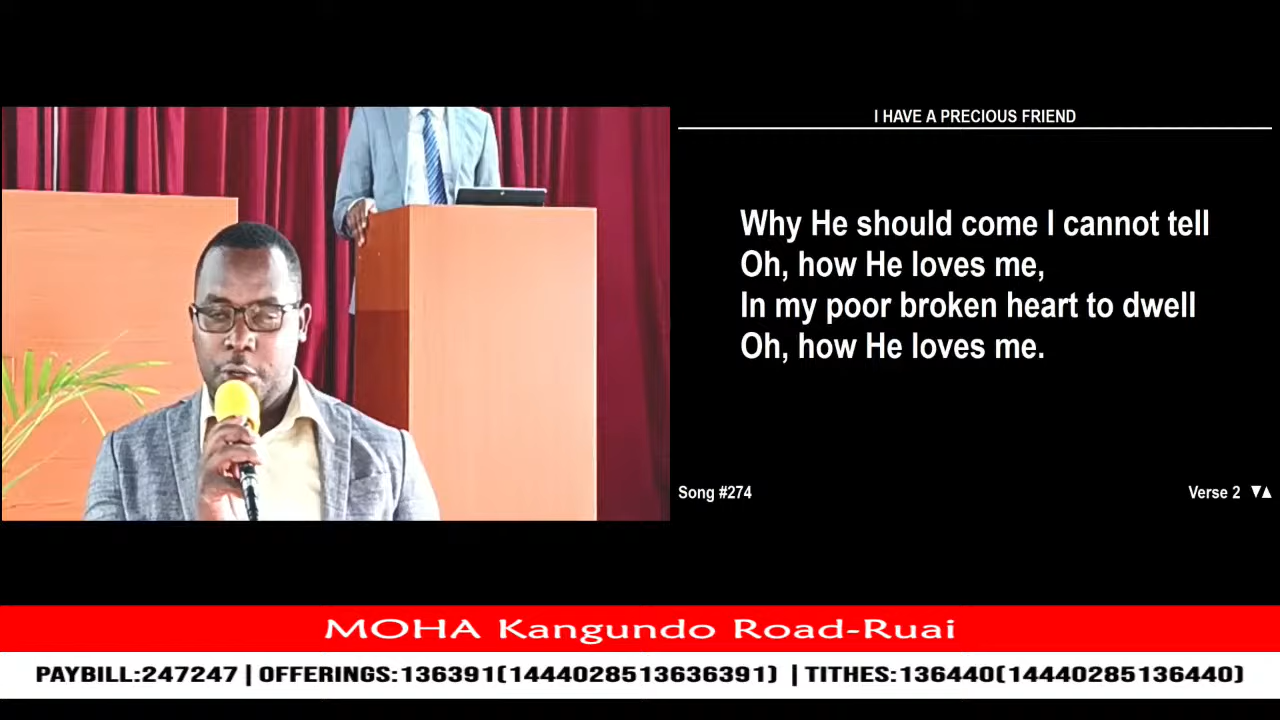 I HAVE A PRECIOUS FRIEND
Why He should come I cannot tell
Oh, how He loves me,
In my poor broken heart to dwell
Oh, how He loves me.
Song #274
Verse 2 ▼▲
MOHA Kangundo Road-Ruai
PAYBILL:247247 | OFFERINGS:136391(1444028513636391) | TITHES:136440(14440285136440)